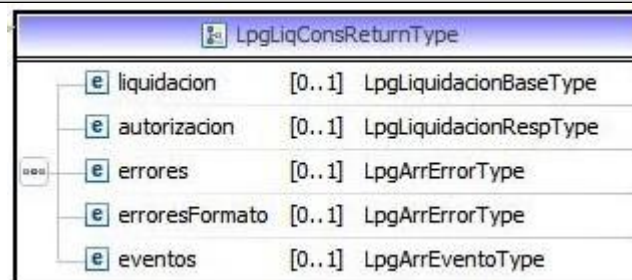 LpgLiqConsReturnType
liquidacion [0..1] LpgLiquidacionBaseType
autorizacion [0..1] LpgLiquidacionRespType
errores [0..1] LpgArrErrorType
erroresFormato [0..1] LpgArrErrorType
eventos [0..1] LpgArrEventoType